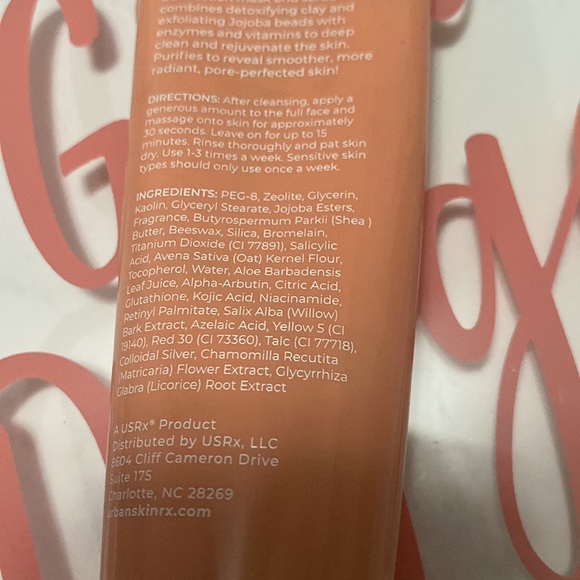 combines detoxifying clay and
exfoliating Jojoba beads with
enzymes and vitamins to deep
clean and rejuvenate the skin.
Purifies to reveal smoother, more
radiant, pore-perfected skin!
DIRECTIONS: After cleansing, apply a
generous amount to the full face and
massage onto skin for approximately
30 seconds. Leave on for up to 15
minutes. Rinse thoroughly and pat skin
dry. Use 1-3 times a week. Sensitive skin
types should only use once a week.
INGREDIENTS: PEG-8, Zeolite, Glycerin,
Kaolin, Glyceryl Stearate, Jojoba Esters,
Fragrance, Butyrospermum Parkii (Shea )
Butter, Beeswax, Silica, Bromelain,
Titanium Dioxide (CI 77891), Salicylic
Acid, Avena Sativa (Oat) Kernel Flour,
Tocopherol, Water, Aloe Barbadensis
Leaf Juice, Alpha-Arbutin, Citric Acid,
Glutathione, Kojic Acid, Niacinamide,
Retinyl Palmitate, Salix Alba (Willow)
Bark Extract, Azelaic Acid, Yellow 5 (CI
19140), Red 30 (CI 73360), Talc (CI 77718),
Colloidal Silver, Chamomilla Recutita
(Matricaria) Flower Extract, Glycyrrhiza
Glabra (Licorice) Root Extract
A USRx® Product
Distributed by USRx, LLC
8604 Cliff Cameron Drive
Suite 175
Charlotte, NC 28269
urbanskinrx.com